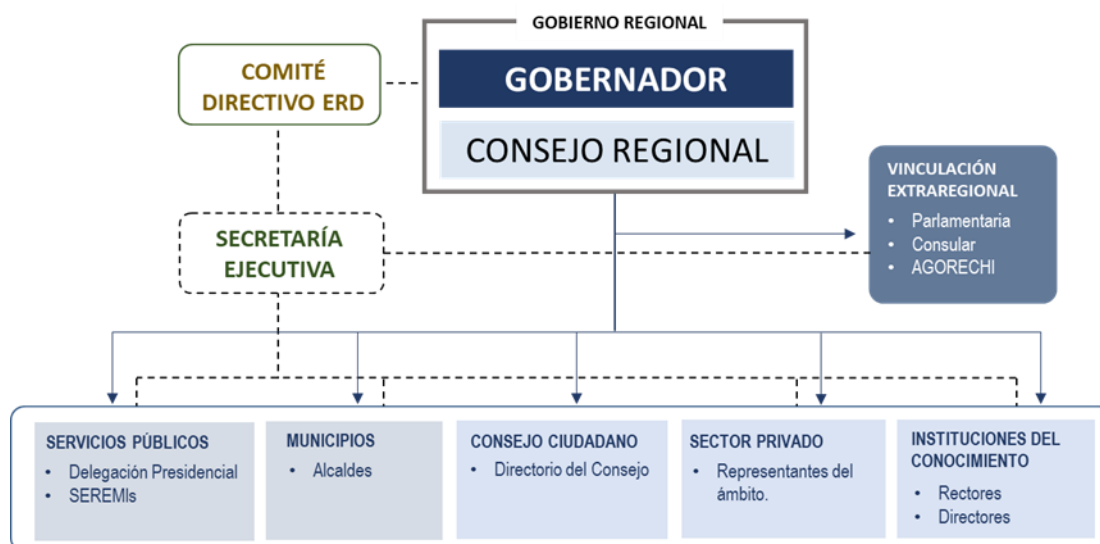 GOBIERNO REGIONAL
GOBERNADOR
CONSEJO REGIONAL
COMITÉ
DIRECTIVO ERD
SECRETARÍA
EJECUTIVA
VINCULACIÓN
EXTRAREGIONAL
• Parlamentaria
• Consular
• AGORECHI
SERVICIOS PÚBLICOS
• Delegación Presidencial
• SEREMIs
MUNICIPIOS
• Alcaldes
CONSEJO CIUDADANO
• Directorio del Consejo
SECTOR PRIVADO
• Representantes del
ámbito.
INSTITUCIONES DEL
CONOCIMIENTO
• Rectores
• Directores